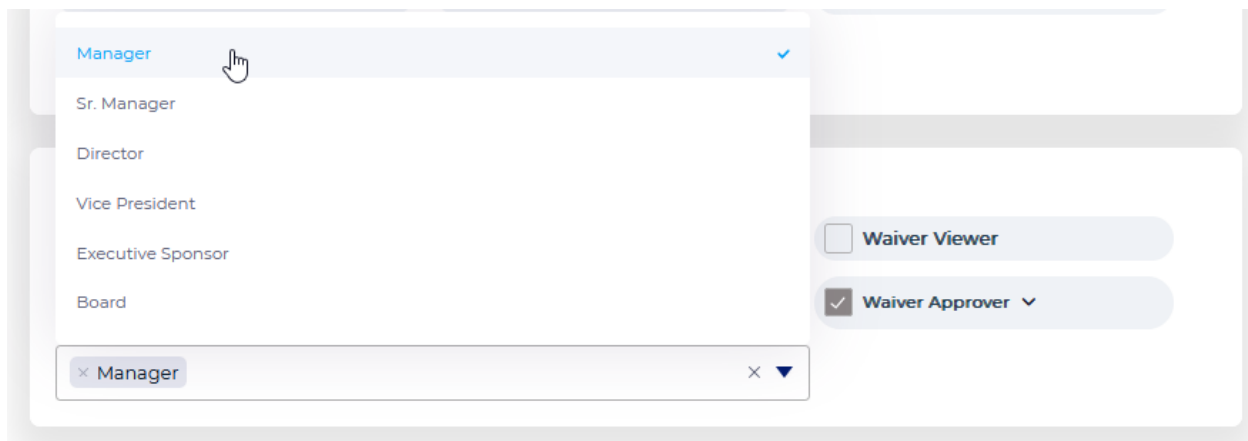 Manager
Sr. Manager
Director
Vice President
Executive Sponsor
Board
Waiver Viewer
Waiver Approver
× Manager